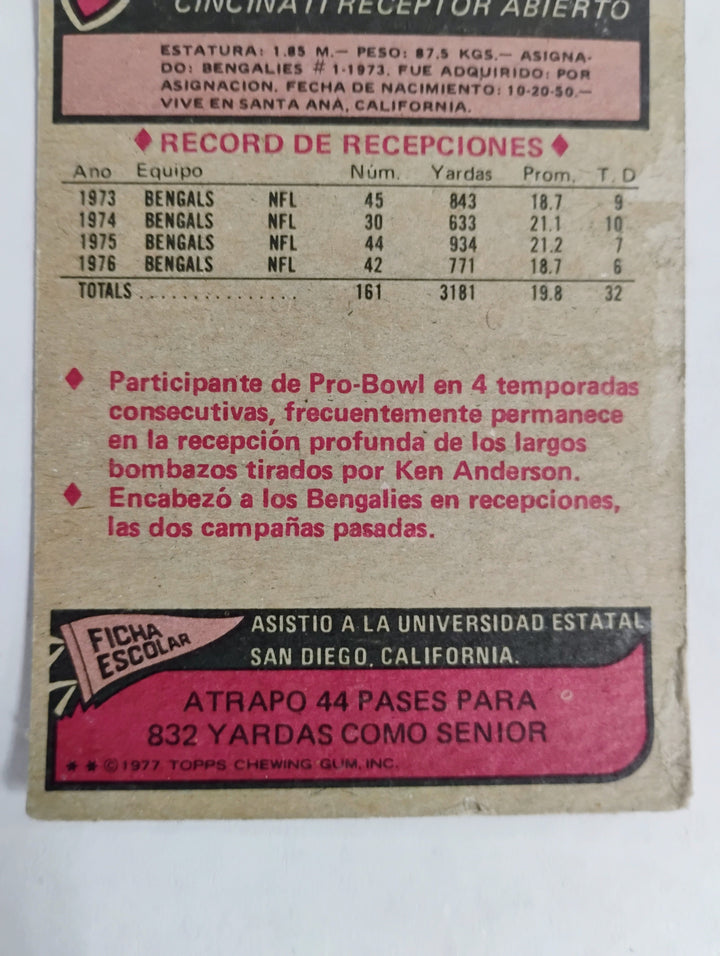 CINCINATI RECEPTOR ABIERTO
ESTATURA: 1.85 M.— PESO: 87.5 KGS.— ASIGNA-
DO: BENGALIES # 1-1973. FUE ADQUIRIDO: POR
ASIGNACION. FECHA DE NACIMIENTO: 10-20-50.—
VIVE EN SANTA ANA, CALIFORNIA.
♦ RECORD DE RECEPCIONES ♦
Ano Equipo Núm. Yardas Prom. T. D
1973 BENGALS NFL 45 843 18.7 9
1974 BENGALS NFL 30 633 21.1 10
1975 BENGALS NFL 44 934 21.2 7
1976 BENGALS NFL 42 771 18.7 6
TOTALS ................ 161 3181 19.8 32
♦ Participante de Pro-Bowl en 4 temporadas
consecutivas, frecuentemente permanece
en la recepción profunda de los largos
bombazos tirados por Ken Anderson.
♦ Encabezó a los Bengalies en recepciones,
las dos campañas pasadas.
FICHA
ESCOLAR
ASISTIO A LA UNIVERSIDAD ESTATAL
SAN DIEGO, CALIFORNIA.
ATRAPO 44 PASES PARA
832 YARDAS COMO SENIOR
★ ★ ©1977 TOPPS CHEWING GUM, INC.